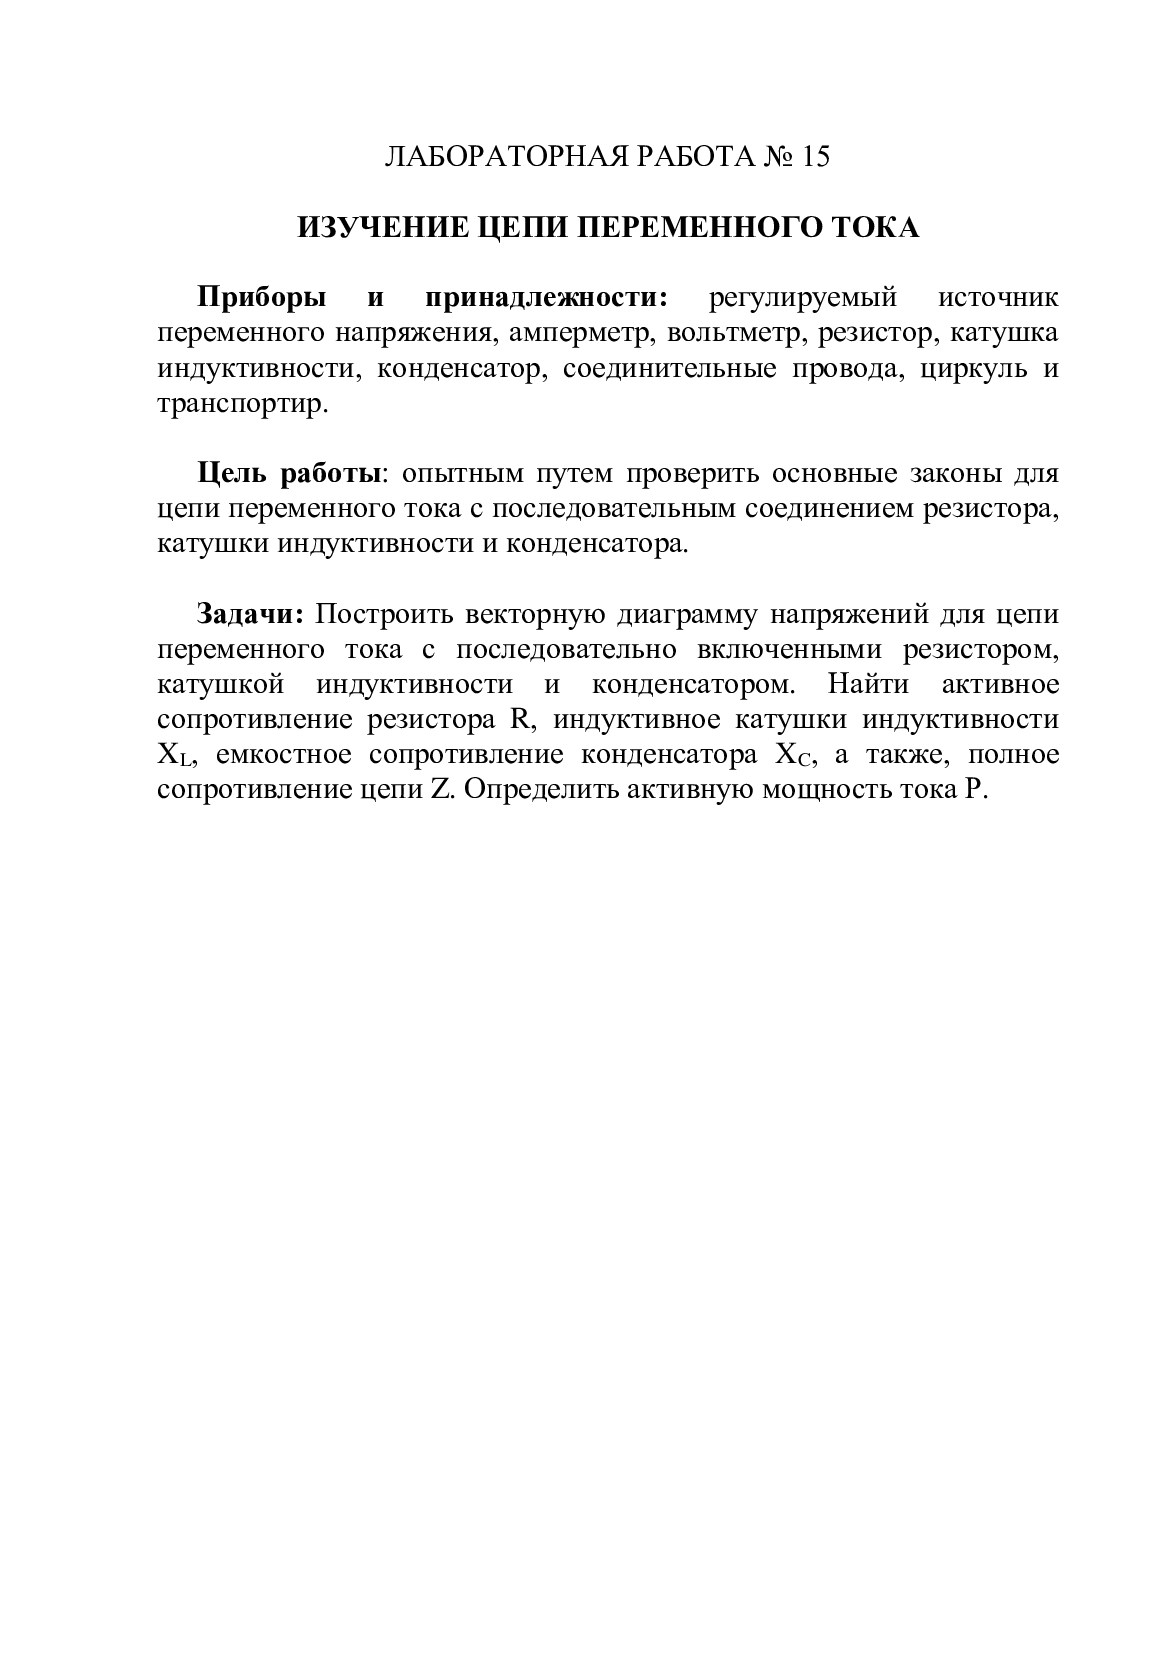 ЛАБОРАТОРНАЯ РАБОТА № 15
ИЗУЧЕНИЕ ЦЕПИ ПЕРЕМЕННОГО ТОКА
Приборы и принадлежности: регулируемый источник
переменного напряжения, амперметр, вольтметр, резистор, катушка
индуктивности, конденсатор, соединительные провода, циркуль и
транспортир.
Цель работы: опытным путем проверить основные законы для
цепи переменного тока с последовательным соединением резистора,
катушки индуктивности и конденсатора.
Задачи: Построить векторную диаграмму напряжений для цепи
переменного тока с последовательно включенными резистором,
катушкой индуктивности и конденсатором. Найти активное
сопротивление резистора R, индуктивное катушки индуктивности
XL, емкостное сопротивление конденсатора XC, а также, полное
сопротивление цепи Z. Определить активную мощность тока P.